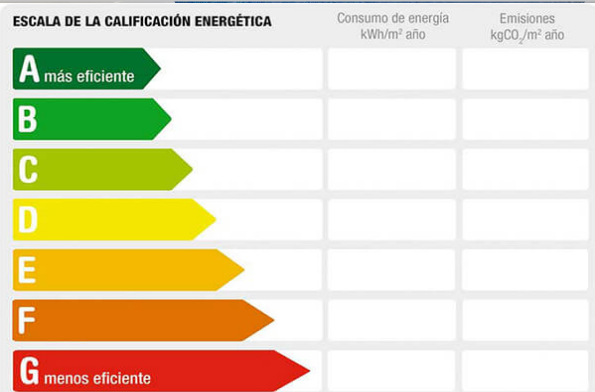 ESCALA DE LA CALIFICACIÓN ENERGÉTICA
Consumo de energía
kWh/m² año
Emisiones
kgCO₂/m² año
A más eficiente
B
C
D
E
F
G menos eficiente